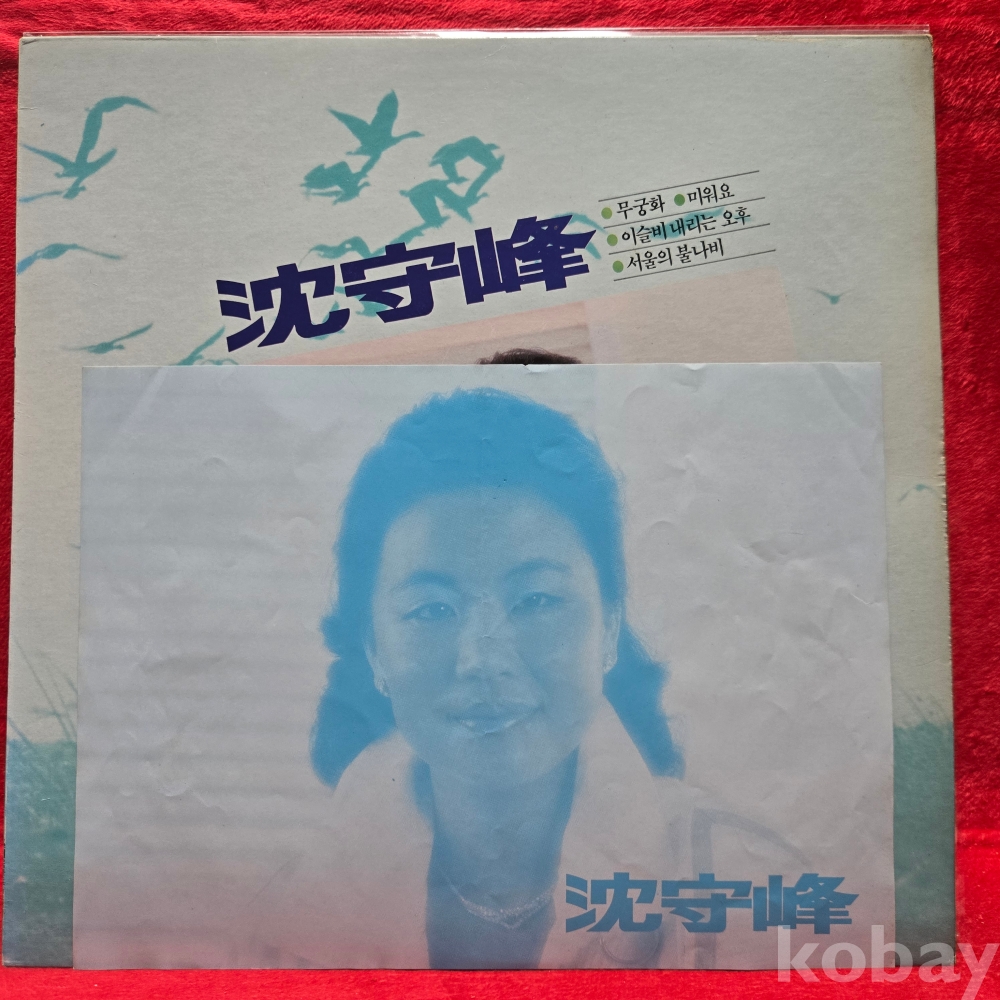 ●무궁화 ●미워요
●이슬비 내리는 오후
●서울의 불나비
沈守峰
沈守峰
kobay